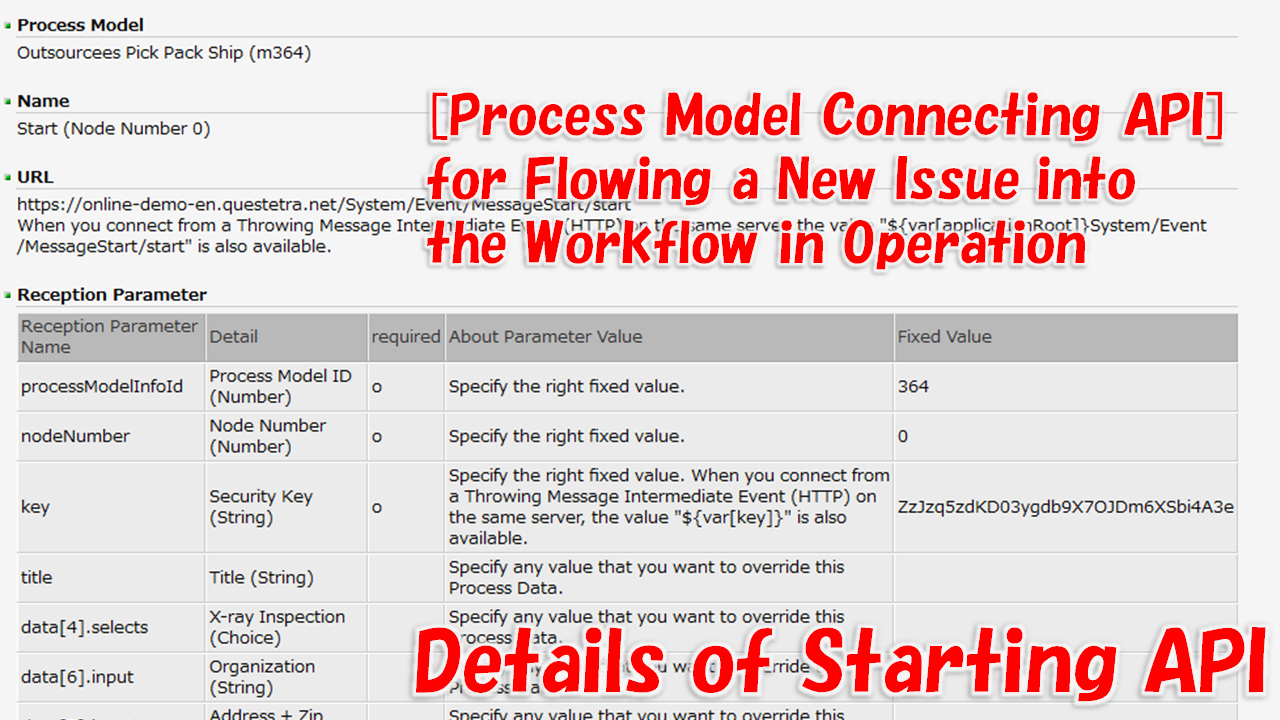 Process Model
Outsourcees Pick Pack Ship (m364)
Name
Start (Node Number 0)
[Process Model Connecting API]
for Flowing a New Issue into
the Workflow in Operation
URL
https://online-demo-en.questetra.net/System/Event/MessageStart/start
When you connect from a Throwing Message Intermediate Event (HTTP) on the same server, the value "${var[applicationRoot]}System/Event
/MessageStart/start" is also available.
Reception Parameter
Reception Parameter
Name
Detail
required
About Parameter Value
Fixed Value
processModelInfoId
Process Model ID
(Number)
o
Specify the right fixed value.
364
nodeNumber
Node Number
(Number)
o
Specify the right fixed value.
0
key
Security Key
(String)
o
Specify the right fixed value. When you connect from
a Throwing Message Intermediate Event (HTTP) on
the same server, the value "${var[key]}" is also
available.
ZzJzq5zdKD03ygdb9X7OJDm6XSbi4A3e
title
Title (String)
Specify any value that you want to override this
Process Data.
data[4].selects
X-ray Inspection
(Choice)
Specify any value that you want to override this
Process Data.
data[6].input
Organization
(String)
you want override
Details of Starting API
Address + Zip
Specify any value that you want to override this